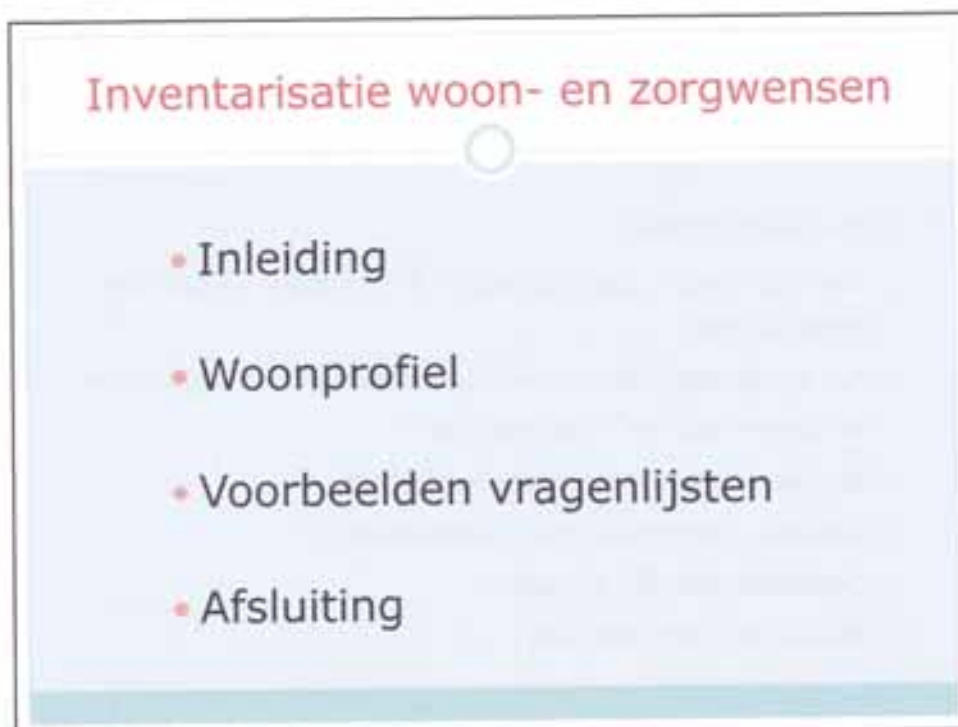 Inventarisatie woon- en zorgwensen
• Inleiding
• Woonprofiel
• Voorbeelden vragenlijsten
• Afsluiting